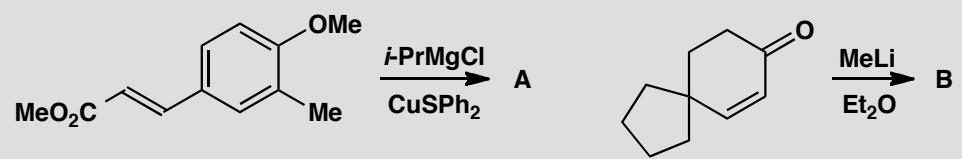 OMe
i-PrMgCl
A
MeO₂C
Me
CuSPh₂
O
MeLi
B
Et₂O